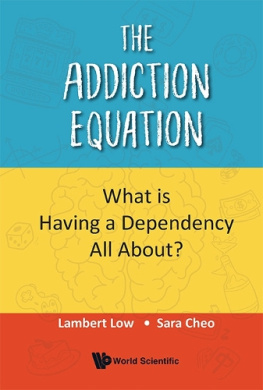 THE
ADDICTION
EQUATION
What is
Having a Dependency
All About?
Lambert Low • Sara Cheo
World Scientific